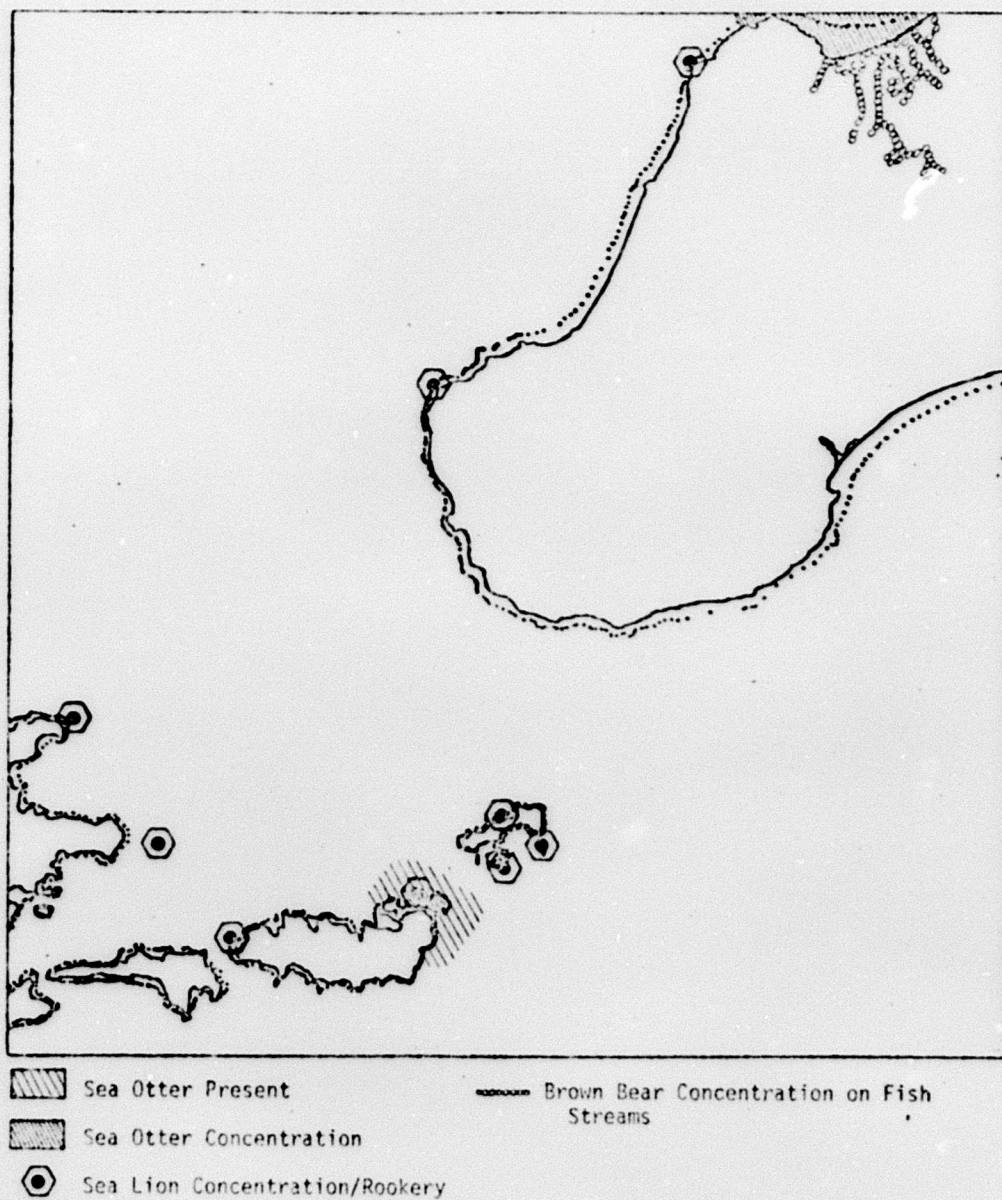 Sea Otter Present
Sea Otter Concentration
Sea Lion Concentration/Rookery
Brown Bear Concentration on Fish
Streams